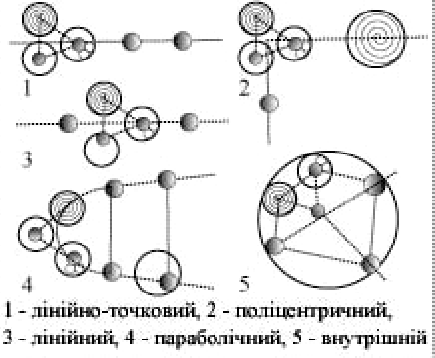 1
2
3
4
5
1 - лінійно-точковий, 2 - поліцентричний,
3 - лінійний, 4 - параболічний, 5 - внутрішній